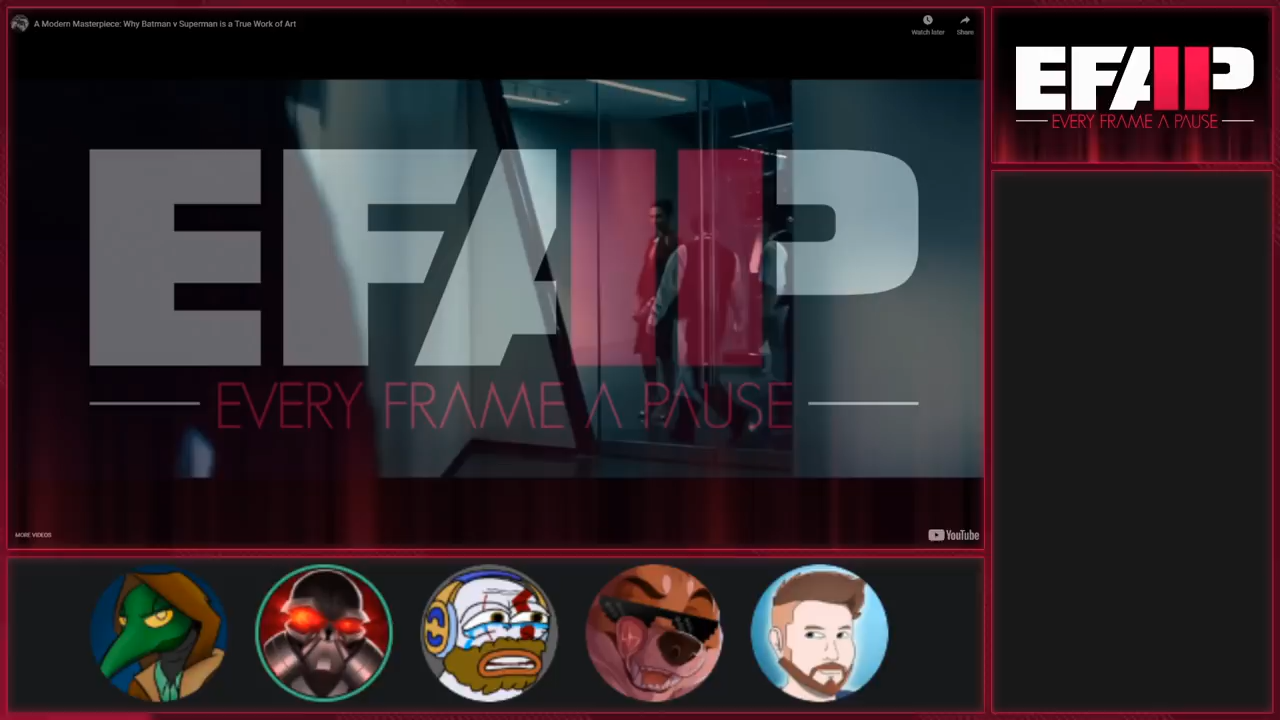 A Modern Masterpiece: Why Batman v Superman is a True Work of Art
Watch later
Share
EFAP
EVERY FRAME A PAUSE
EFAP
EVERY FRAME A PAUSE
MORE VIDEOS
YouTube